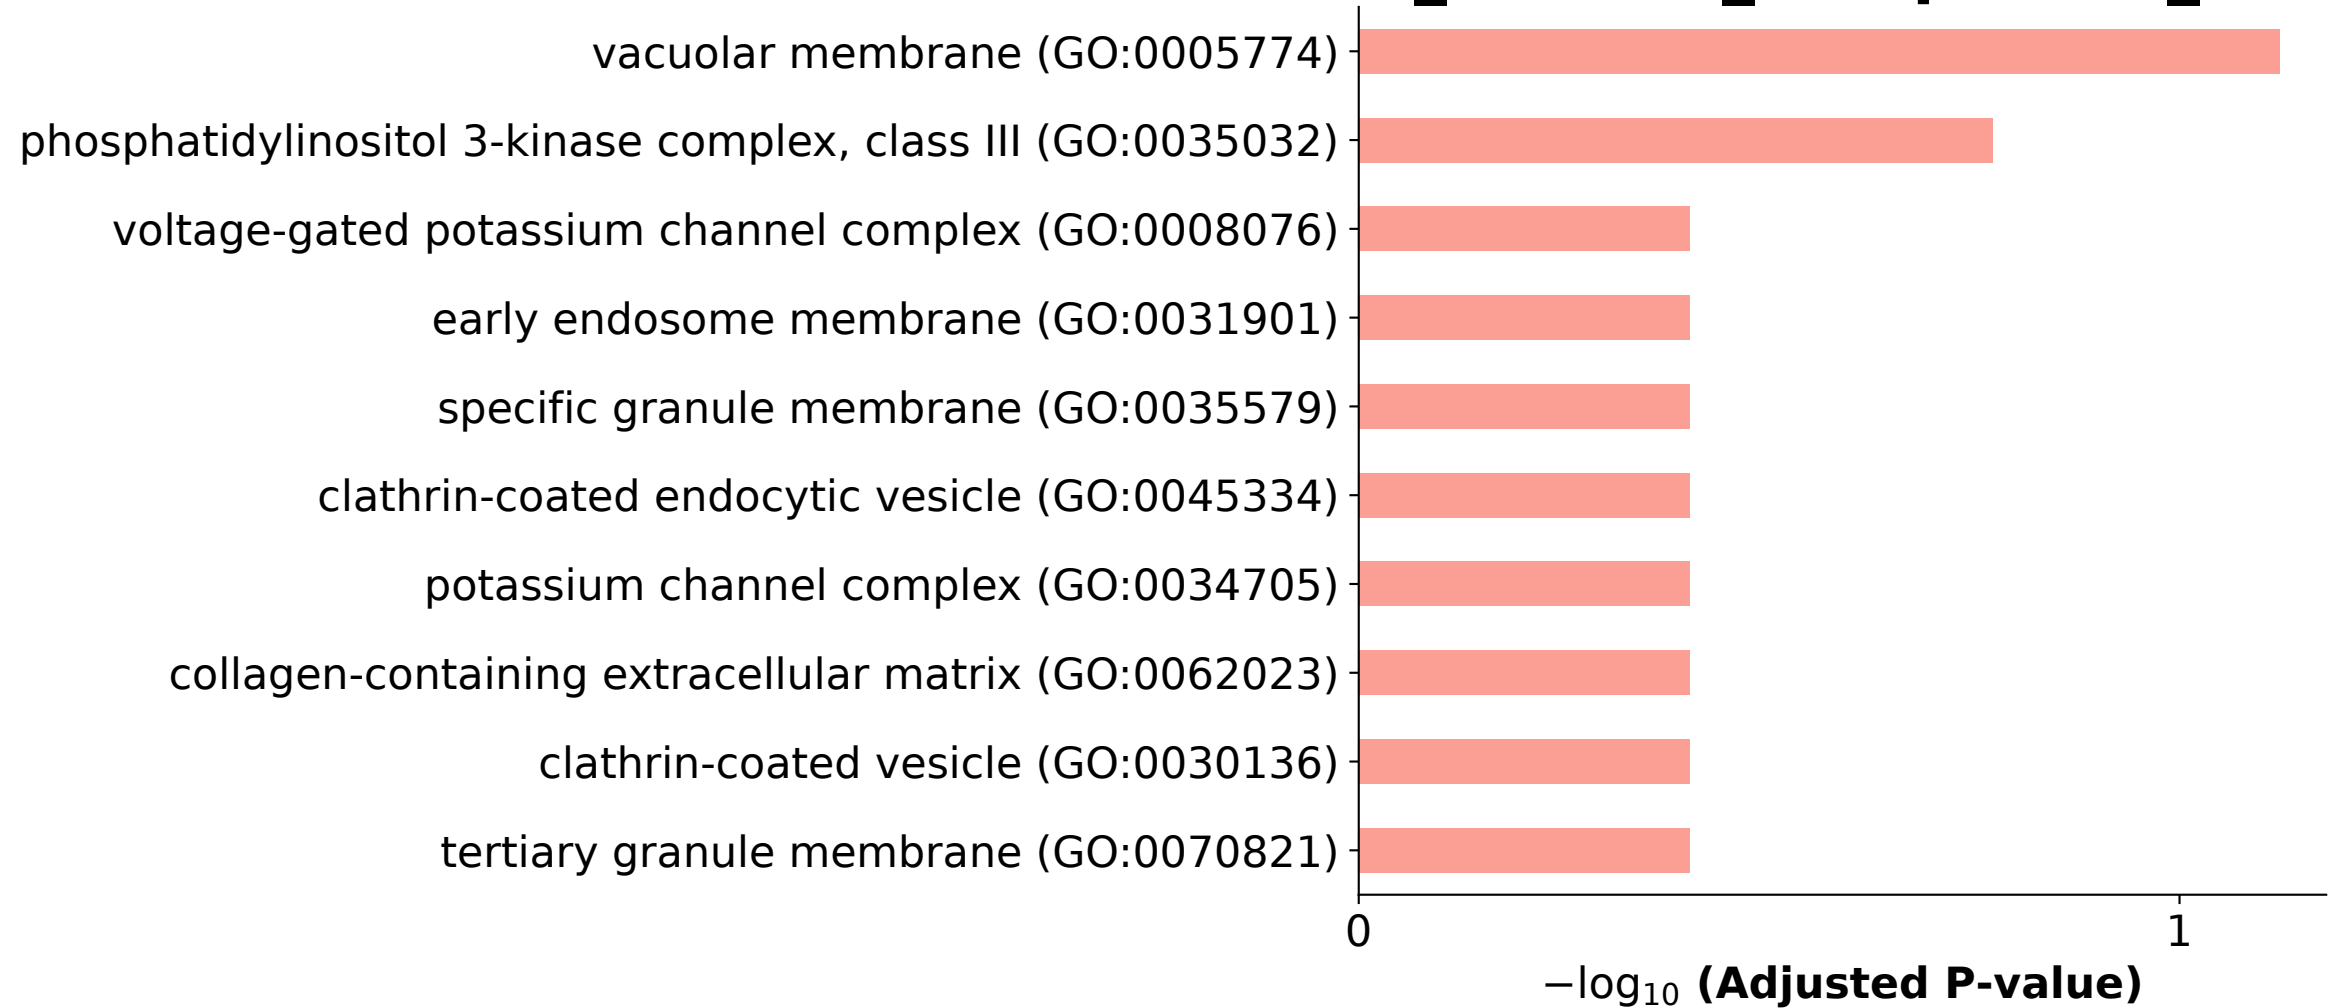 vacuolar membrane (GO:0005774)
phosphatidylinositol 3-kinase complex, class III (GO:0035032)
voltage-gated potassium channel complex (GO:0008076)
early endosome membrane (GO:0031901)
specific granule membrane (GO:0035579)
clathrin-coated endocytic vesicle (GO:0045334)
potassium channel complex (GO:0034705)
collagen-containing extracellular matrix (GO:0062023)
clathrin-coated vesicle (GO:0030136)
tertiary granule membrane (GO:0070821)
0 1
−log₁₀ (Adjusted P-value)